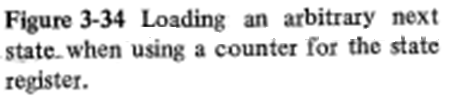 Figure 3-34 Loading an arbitrary next
state when using a counter for the state
register.